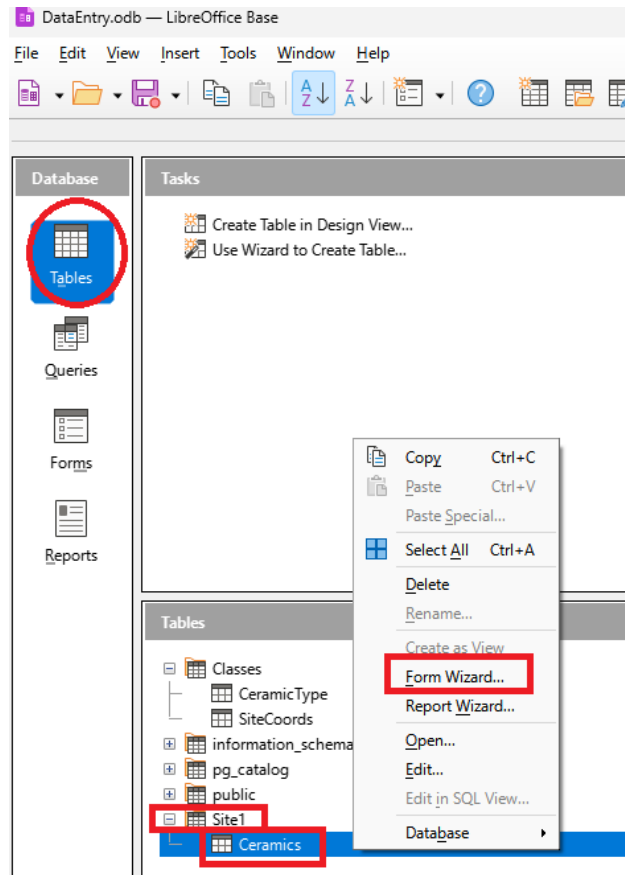 DataEntry.odb — LibreOffice Base
File Edit View Insert Tools Window Help
Database
Tables
Queries
Forms
Reports
Tasks
Create Table in Design View...
Use Wizard to Create Table...
Tables
Classes
CeramicType
SiteCoords
information_schema
pg_catalog
public
Site1
Ceramics
Copy Ctrl+C
Paste Ctrl+V
Paste Special...
Select All Ctrl+A
Delete
Rename...
Create as View
Form Wizard...
Report Wizard...
Open...
Edit...
Edit in SQL View...
Database